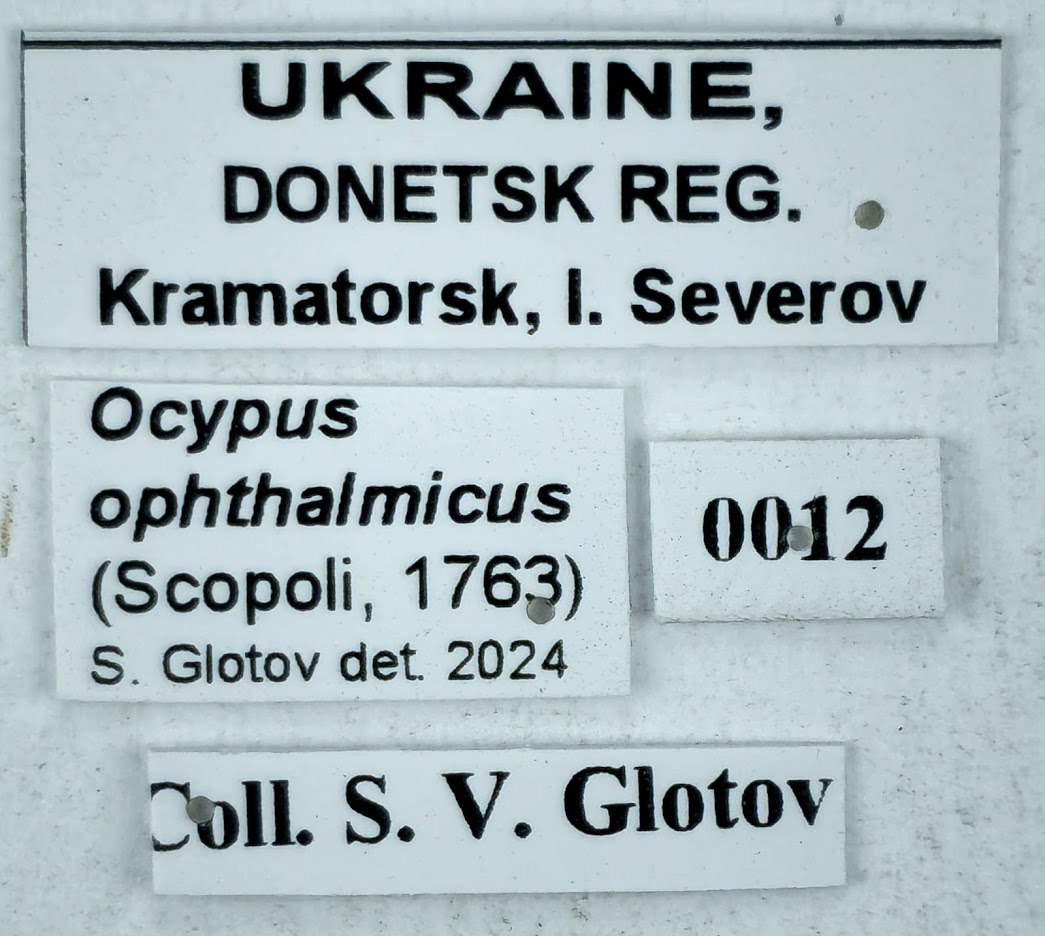 UKRAINE,
DONETSK REG.
Kramatorsk, I. Severov
Ocypus
ophthalmicus
(Scopoli, 1763)
S. Glotov det. 2024
0012
Coll. S. V. Glotov